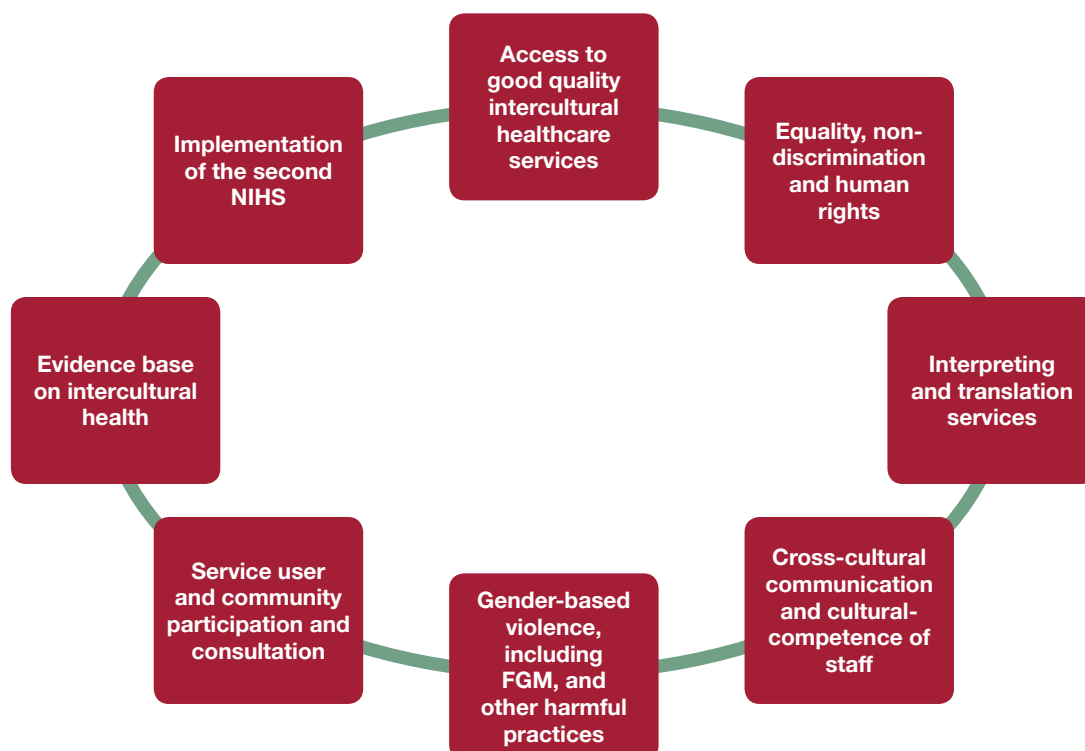 Access to
good quality
intercultural
healthcare
services
Equality, non-
discrimination
and human
rights
Interpreting
and translation
services
Cross-cultural
communication
and cultural-
competence of
staff
Gender-based
violence,
including
FGM, and
other harmful
practices
Service user
and community
participation and
consultation
Evidence base
on intercultural
health
Implementation
of the second
NIHS